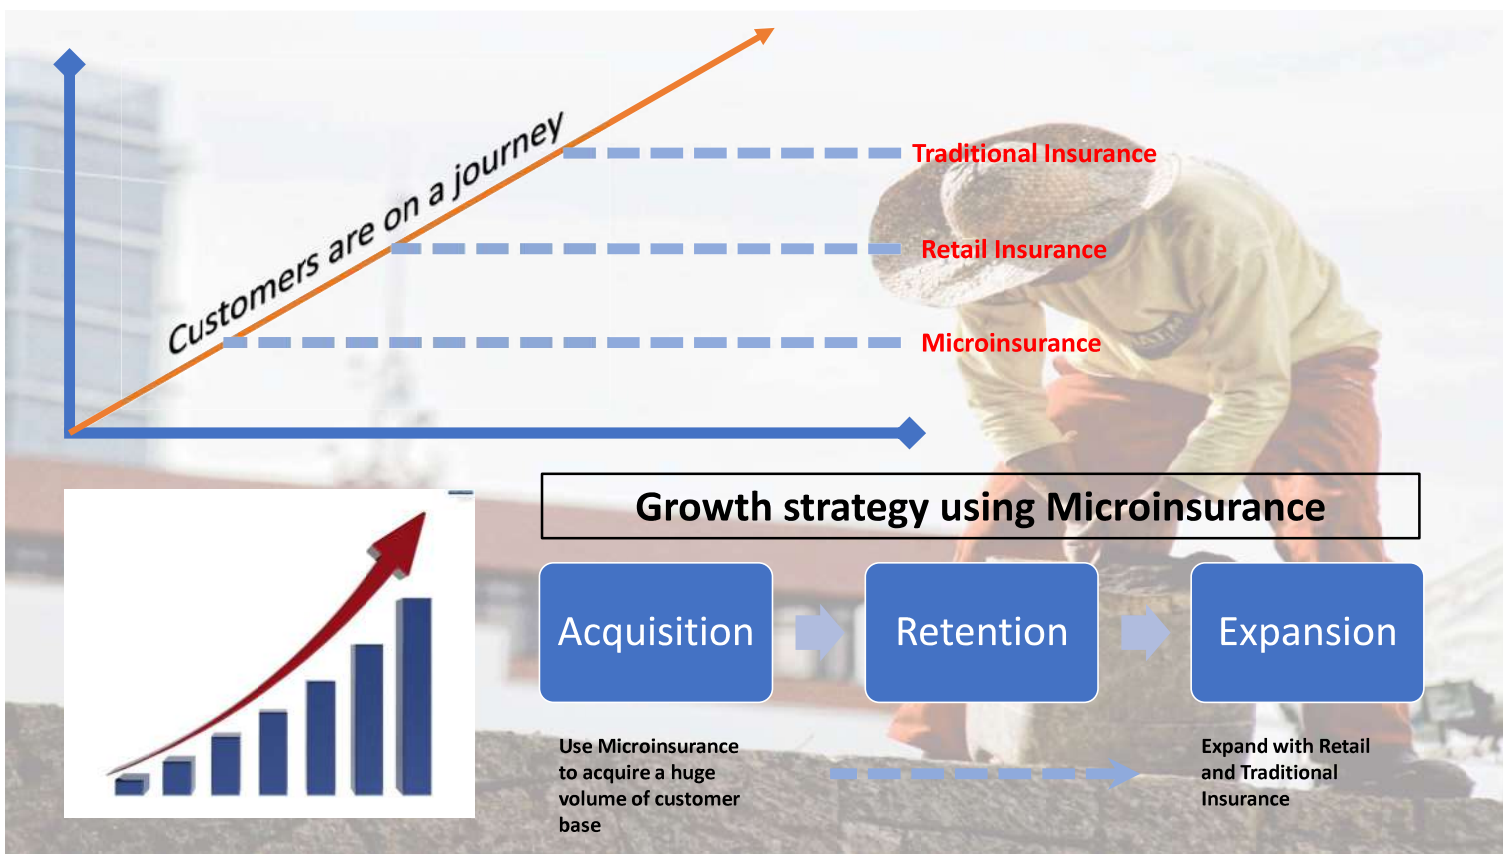 Customers are on a journey
Traditional Insurance
Retail Insurance
Microinsurance
Growth strategy using Microinsurance
Acquisition
Retention
Expansion
Use Microinsurance
to acquire a huge
volume of customer
base
Expand with Retail
and Traditional
Insurance